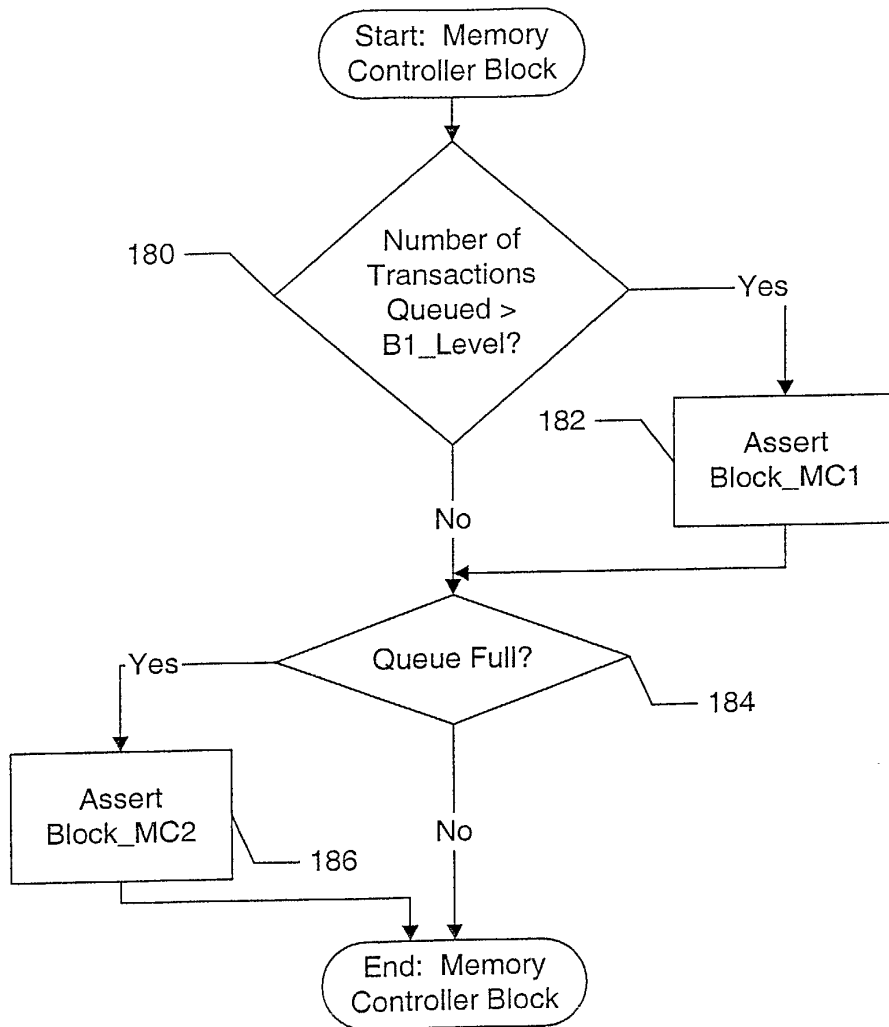 Start: Memory
Controller Block
180
Number of
Transactions
Queued >
B1_Level?
Yes
182
Assert
Block_MC1
No
Queue Full?
Yes
184
Assert
Block_MC2
No
186
End: Memory
Controller Block